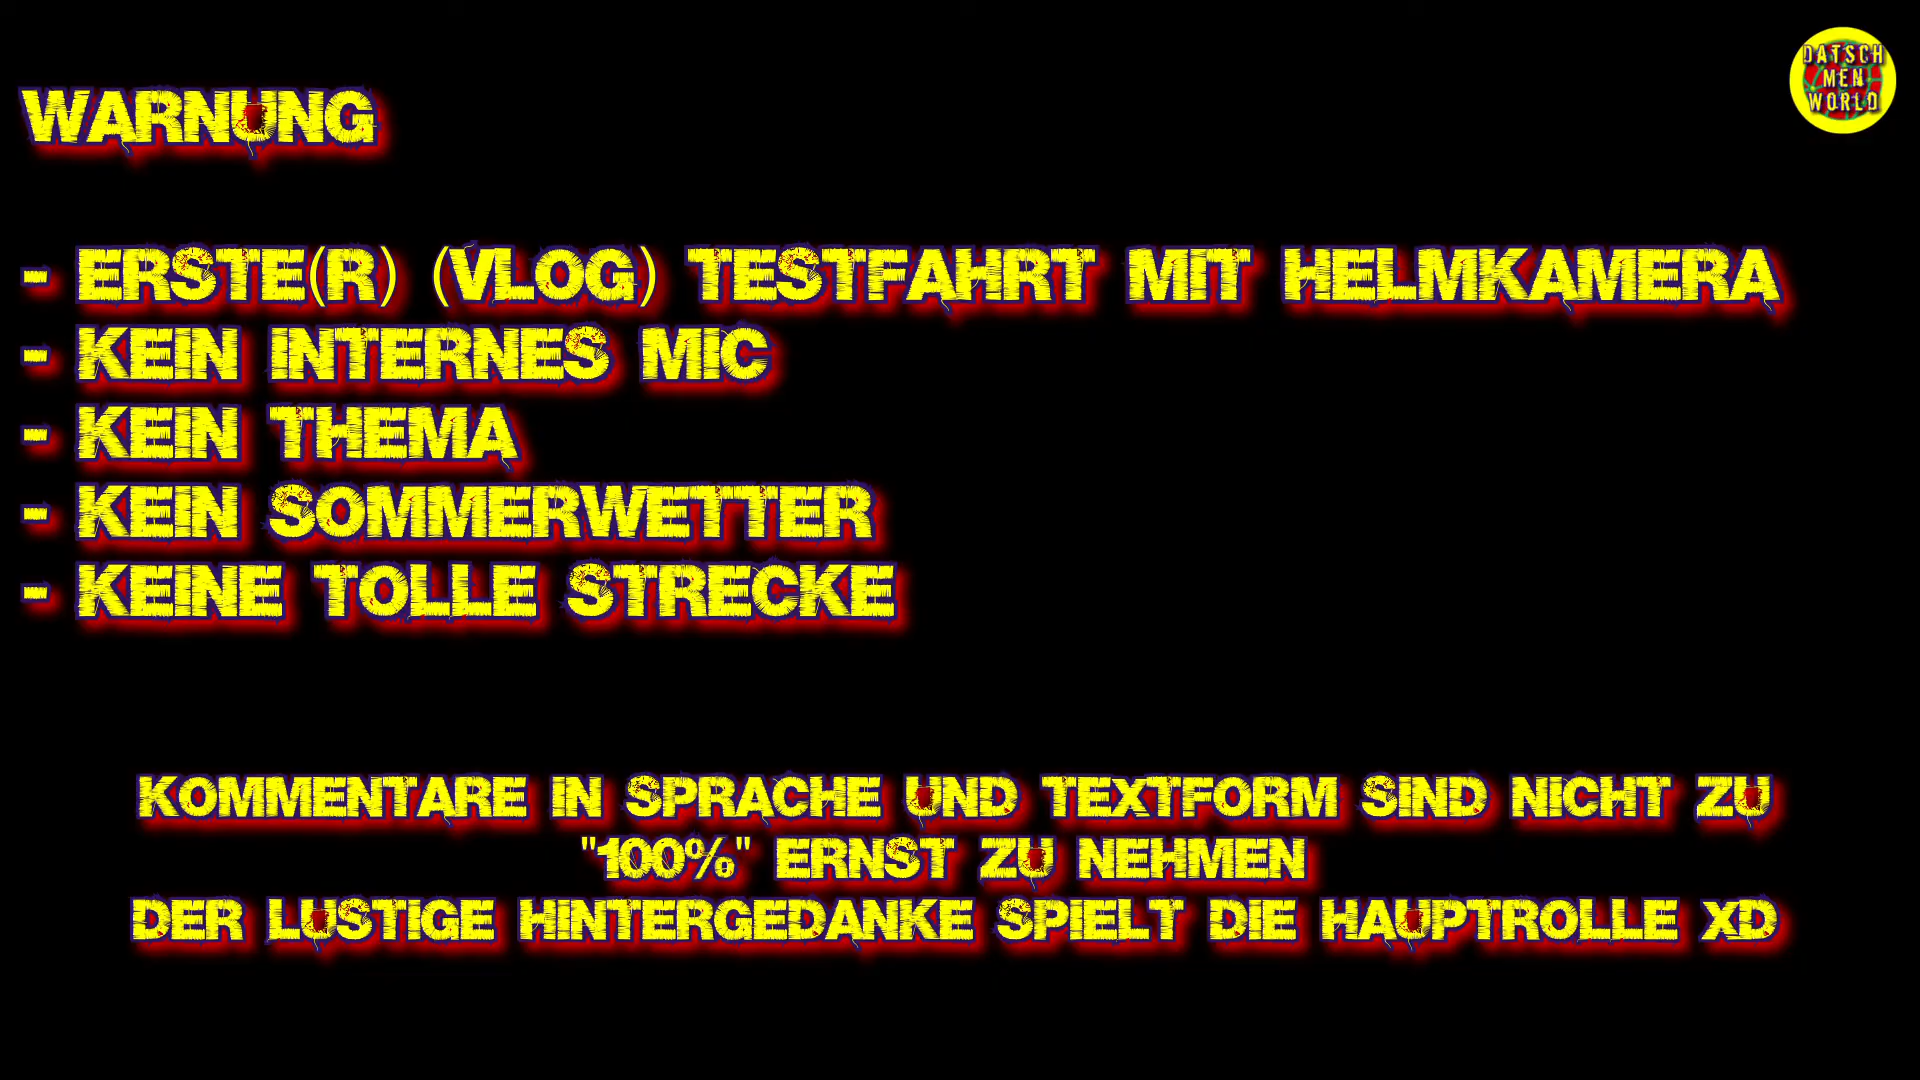 DATSCH
MEN
WORLD
WARNUNG
- ERSTE(R) (VLOG) TESTFAHRT MIT HELMKAMERA
- KEIN INTERNES MIC
- KEIN THEMA
- KEIN SOMMERWETTER
- KEINE TOLLE STRECKE
KOMMENTARE IN SPRACHE UND TEXTFORM SIND NICHT ZU
"100%" ERNST ZU NEHMEN
DER LUSTIGE HINTERGEDANKE SPIELT DIE HAUPTROLLE XD